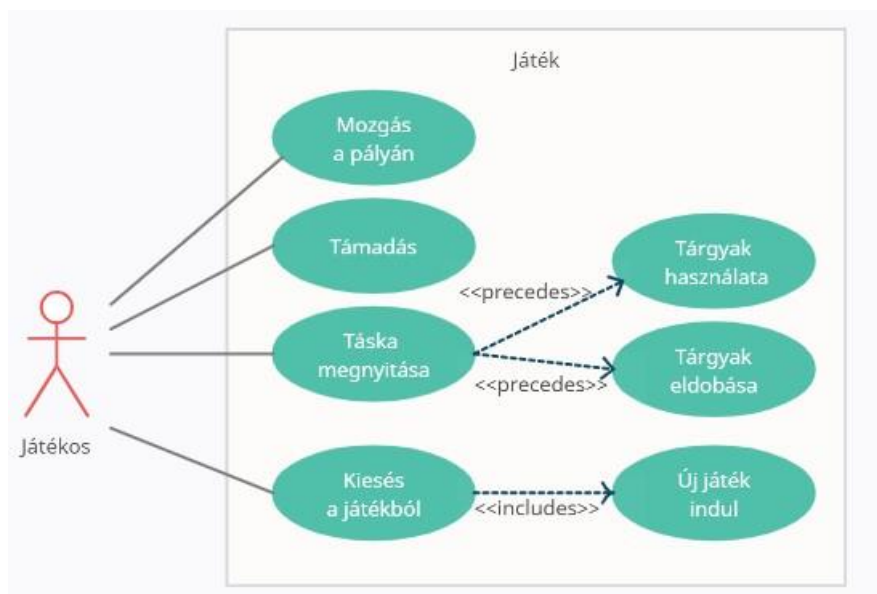 Játék
Mozgás
a pályán
Támadás
Tárgyak
használata
<<precedes>>
Táska
megnyitása
Tárgyak
eldobása
<<precedes>>
Játékos
Kiesés
a játékból
Új játék
indul
<<includes>>